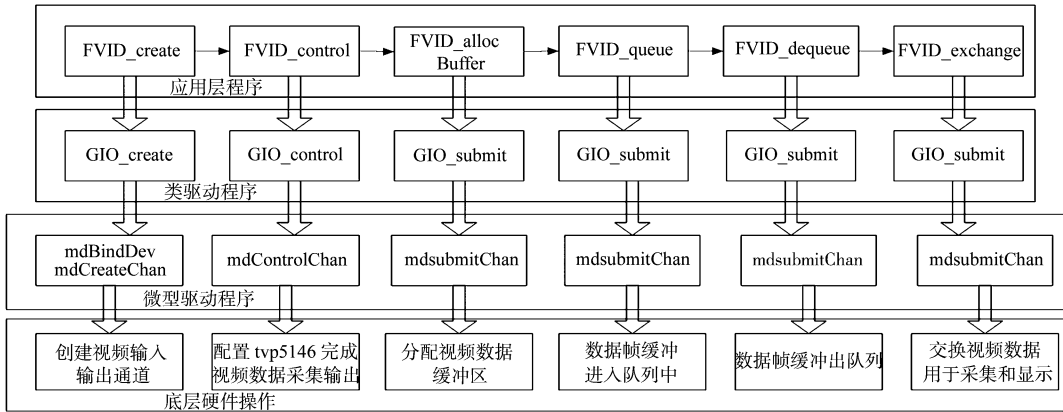 FVID_create
FVID_control
FVID_alloc
Buffer
FVID_queue
FVID_dequeue
FVID_exchange
应用层程序
GIO_create
GIO_control
GIO_submit
GIO_submit
GIO_submit
GIO_submit
类驱动程序
mdBindDev
mdCreateChan
mdControlChan
mdsubmitChan
mdsubmitChan
mdsubmitChan
mdsubmitChan
微型驱动程序
创建视频输入
输出通道
配置 tvp5146 完成
视频数据采集输出
分配视频数据
缓冲区
数据帧缓冲
进入队列中
数据帧缓冲出队列
交换视频数据
用于采集和显示
底层硬件操作